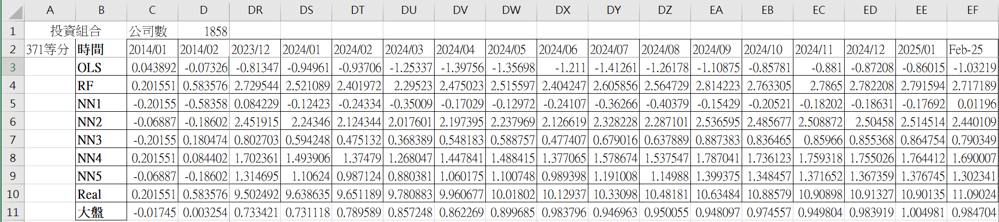 A B C D DR DS DT DU DV DW DX DY DZ EA EB EC ED EE EF
1 投資組合 公司數 1858
2 371等分 時間 2014/01 2014/02 2023/12 2024/01 2024/02 2024/03 2024/04 2024/05 2024/06 2024/07 2024/08 2024/09 2024/10 2024/11 2024/12 2025/01 Feb-25
3 OLS 0.043892 -0.07326 -0.81347 -0.94961 -0.93706 -1.25337 -1.39756 -1.35698 -1.211 -1.41261 -1.26178 -1.10875 -0.85781 -0.881 -0.87208 -0.86015 -1.03219
4 RF 0.201551 0.583576 2.729544 2.521089 2.401972 2.29523 2.475023 2.515597 2.404247 2.605856 2.564729 2.814223 2.763305 2.7865 2.782208 2.791594 2.717189
5 NN1 -0.20155 -0.58358 0.084229 -0.12423 -0.24334 -0.35009 -0.17029 -0.12972 -0.24107 -0.36266 -0.40379 -0.15429 -0.20521 -0.18202 -0.18631 -0.17692 0.01196
6 NN2 -0.06887 -0.18602 2.451915 2.24346 2.124344 2.017601 2.197395 2.237969 2.126619 2.328228 2.287101 2.536595 2.485677 2.508872 2.50458 2.514514 2.440109
7 NN3 -0.20155 0.180474 0.802703 0.594248 0.475132 0.368389 0.548183 0.588757 0.477407 0.679016 0.637889 0.887383 0.836465 0.85966 0.855368 0.864754 0.790349
8 NN4 0.201551 0.084402 1.702361 1.493906 1.37479 1.268047 1.447841 1.488415 1.377065 1.578674 1.537547 1.787041 1.736123 1.759318 1.755026 1.764412 1.690007
9 NN5 -0.06887 -0.18602 1.314695 1.10624 0.987124 0.880381 1.060175 1.100748 0.989398 1.191008 1.14988 1.399375 1.348457 1.371652 1.367359 1.376745 1.302341
10 Real 0.201551 0.583576 9.502492 9.638635 9.651189 9.780883 9.960677 10.01802 10.12937 10.33098 10.48181 10.63484 10.88579 10.90898 10.91327 10.90135 11.09024
11 大盤 -0.01745 0.003254 0.733421 0.731118 0.789589 0.857248 0.862269 0.899685 0.983796 0.946963 0.950055 0.948097 0.974557 0.949804 0.983919 1.004981 0.984704